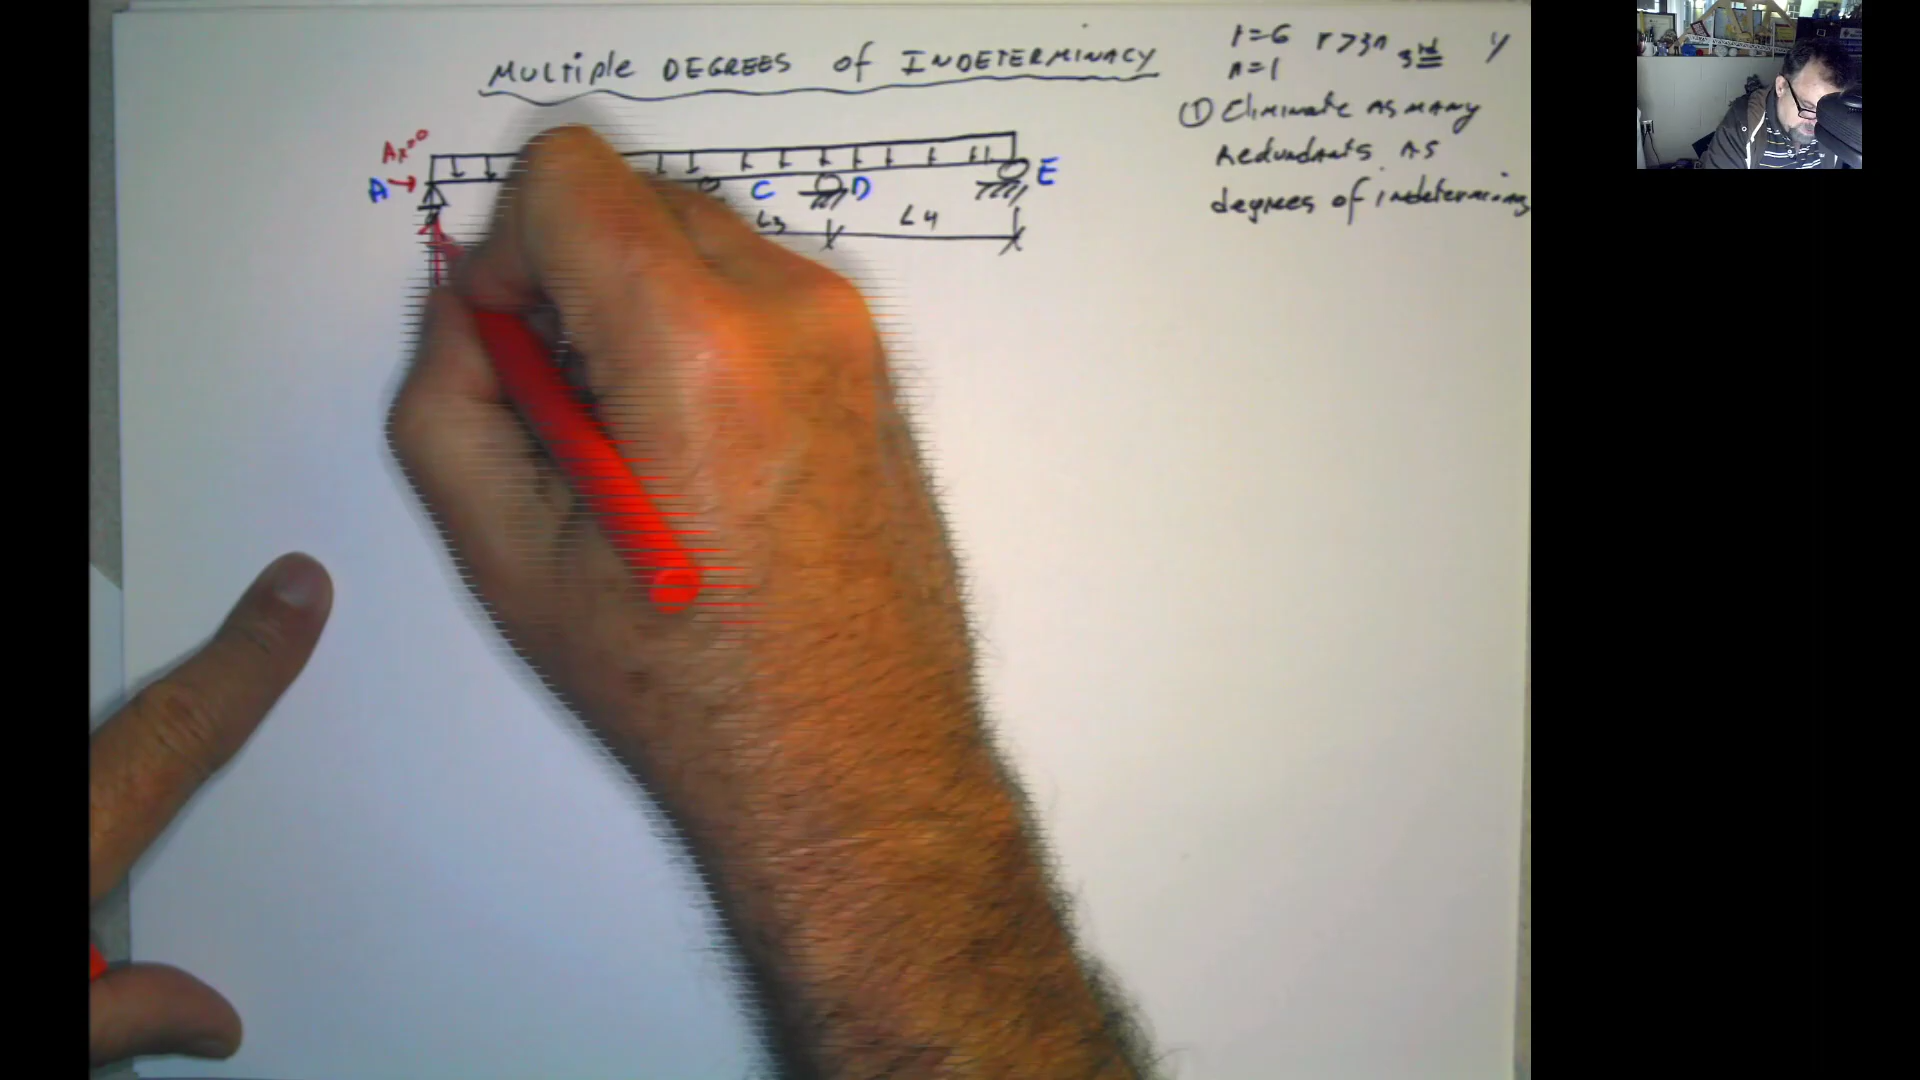 MULTIPLE DEGREES of INDETERMINACY
r=6 r>3n 3rd
n=1
① Eliminate AS MANY
Redundants AS
degrees of indeterminacy
Ax=0
A C D E
L3 L4